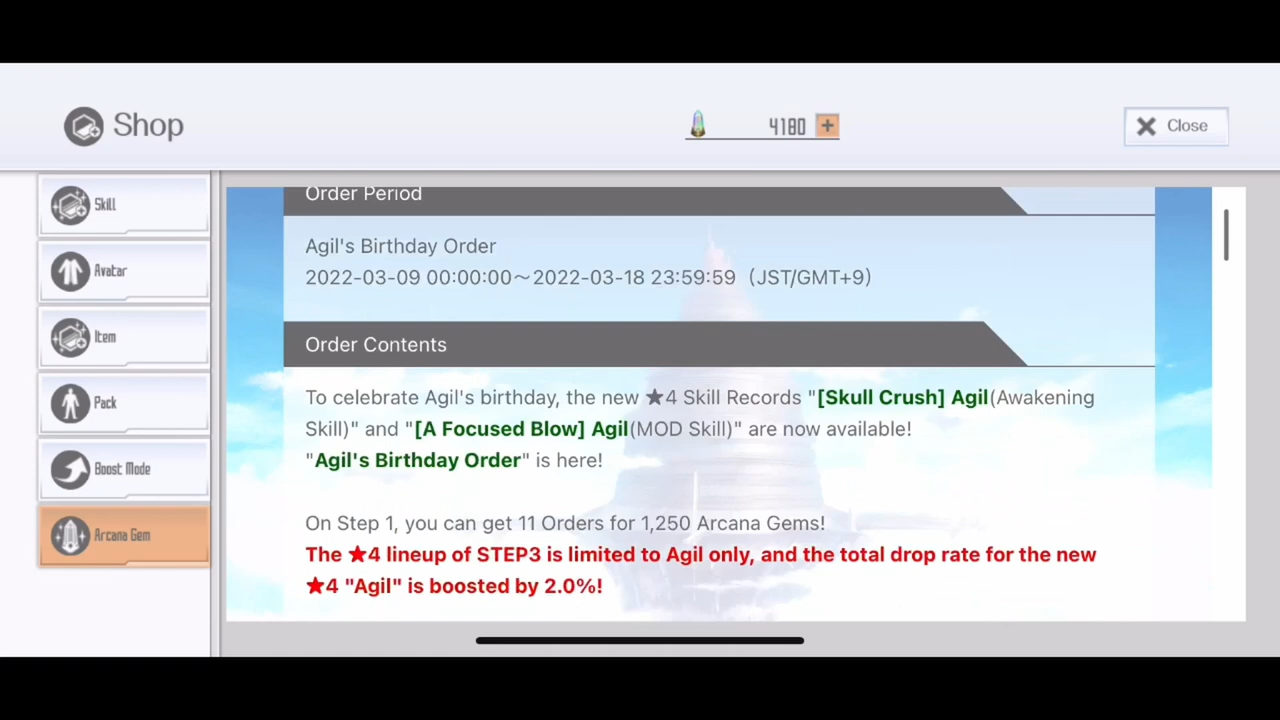 Shop
4180
Close
Skill
Avatar
Item
Pack
Boost Mode
Arcana Gem
Order Period
Agil's Birthday Order
2022-03-09 00:00:00～2022-03-18 23:59:59（JST/GMT+9）
Order Contents
To celebrate Agil's birthday, the new ★4 Skill Records "[Skull Crush] Agil(Awakening
Skill)" and "[A Focused Blow] Agil(MOD Skill)" are now available!
"Agil's Birthday Order" is here!
On Step 1, you can get 11 Orders for 1,250 Arcana Gems!
The ★4 lineup of STEP3 is limited to Agil only, and the total drop rate for the new
★4 "Agil" is boosted by 2.0%!